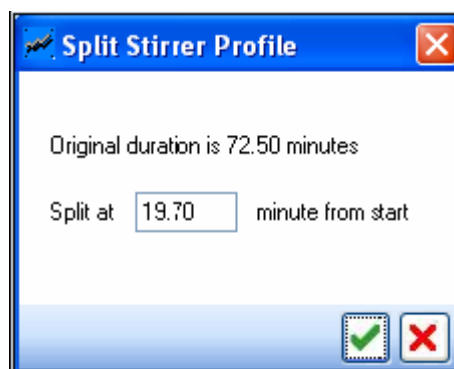 Split Stirrer Profile
Original duration is 72.50 minutes
Split at 19.70 minute from start